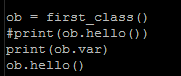 ob = first_class()
#print(ob.hello())
print(ob.var)
ob.hello()